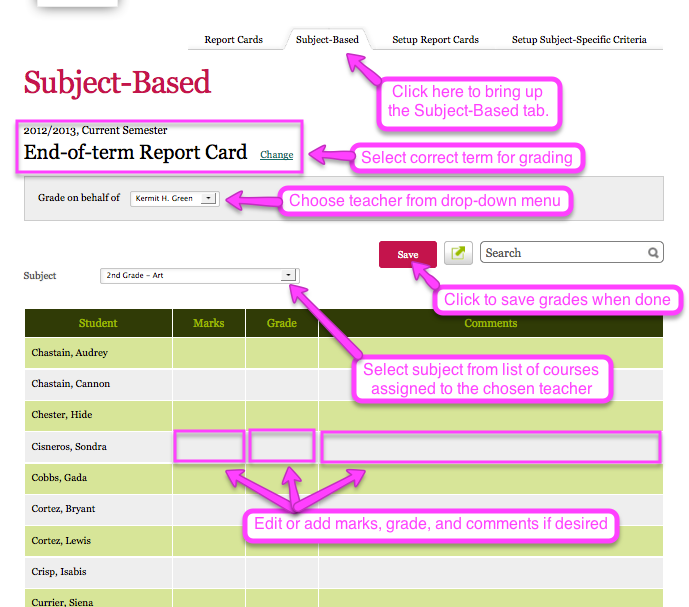 Report Cards
Subject-Based
Setup Report Cards
Setup Subject-Specific Criteria
Subject-Based
Click here to bring up
the Subject-Based tab.
2012/2013, Current Semester
End-of-term Report Card
Change
Select correct term for grading
Grade on behalf of
Kermit H. Green
Choose teacher from drop-down menu
Save
Search
Subject
2nd Grade - Art
Click to save grades when done
Student
Marks
Grade
Comments
Chastain, Audrey
Chastain, Cannon
Select subject from list of courses
assigned to the chosen teacher
Chester, Hide
Cisneros, Sondra
Cobbs, Gada
Cortez, Bryant
Edit or add marks, grade, and comments if desired
Cortez, Lewis
Crisp, Isabis
Currier, Siena